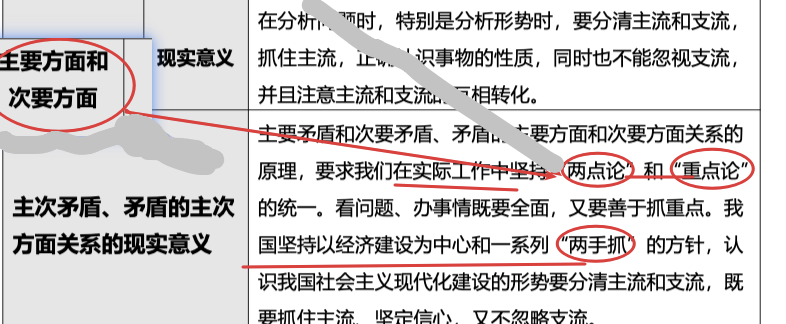 在分析问题时，特别是分析形势时，要分清主流和支流，
现实意义
抓住主流，正确认识事物的性质，同时也不能忽视支流，
并且注意主流和支流的互相转化。
主要方面和
次要方面
主次矛盾、矛盾的主次
方面关系的现实意义
主要矛盾和次要矛盾、矛盾的主要方面和次要方面关系的
原理，要求我们在实际工作中坚持“两点论”和“重点论”
的统一。看问题、办事情既要全面，又要善于抓重点。我
国坚持以经济建设为中心和一系列“两手抓”的方针，认
识我国社会主义现代化建设的形势要分清主流和支流，既
要抓住主流、坚定信心，又不忽略支流。